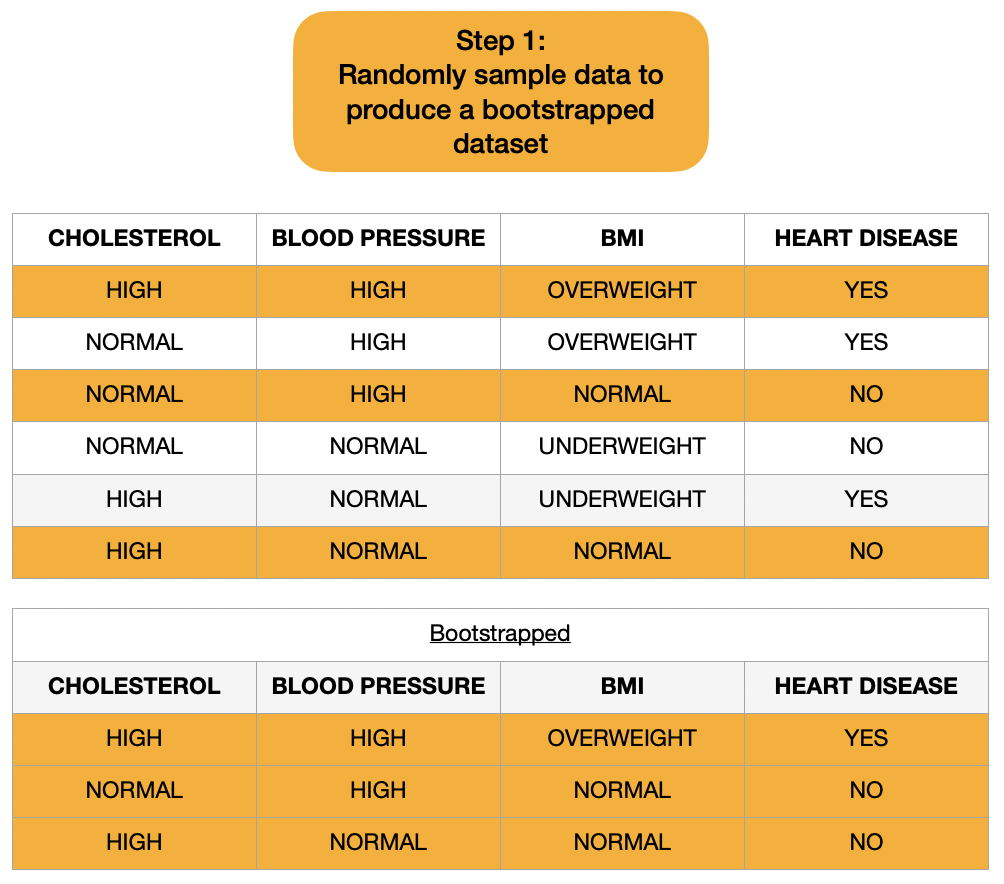 Step 1:
Randomly sample data to
produce a bootstrapped
dataset
CHOLESTEROL BLOOD PRESSURE BMI HEART DISEASE
HIGH HIGH OVERWEIGHT YES
NORMAL HIGH OVERWEIGHT YES
NORMAL HIGH NORMAL NO
NORMAL NORMAL UNDERWEIGHT NO
HIGH NORMAL UNDERWEIGHT YES
HIGH NORMAL NORMAL NO
Bootstrapped
CHOLESTEROL BLOOD PRESSURE BMI HEART DISEASE
HIGH HIGH OVERWEIGHT YES
NORMAL HIGH NORMAL NO
HIGH NORMAL NORMAL NO